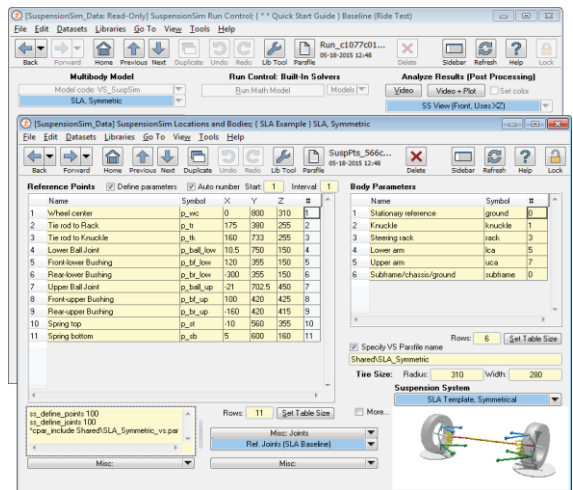 [SuspensionSim_Data: Read-Only] SuspensionSim Run Control; { * * Quick Start Guide } Baseline (Ride Test)
File Edit Datasets Libraries Go To View Tools Help
Back Forward Home Previous Next Duplicate Undo Redo Lib Tool Parsfile Run_c1077c01... 05-18-2015 12:48 Delete Sidebar Refresh Help Lock
Multibody Model Run Control: Built-In Solvers Analyze Results (Post Processing)
Model code: VS_SuspSim Run Math Model Models Video Video + Plot Set color
SLA, Symmetric SS View (Front, Uses >Z)
[SuspensionSim_Data] SuspensionSim Locations and Bodies; { SLA Example } SLA, Symmetric
File Edit Datasets Libraries Go To View Tools Help
Back Forward Home Previous Next Duplicate Undo Redo Lib Tool Parsfile SuspPts_566c... 05-18-2015 12:48 Delete Sidebar Refresh Help Lock
Reference Points Define parameters Auto number Start: 1 Interval: 1 Body Parameters
Name Symbol X Y Z # Name Symbol #
1 Wheel center p_wc 0 800 310 1 1 Stationary reference ground 0
2 Tie rod to Rack p_tr 175 380 255 2 2 Knuckle knuckle 1
3 Tie rod to Knuckle p_tk 160 733 255 3 3 Steering rack rack 3
4 Lower Ball Joint p_ball_low 10.5 750 150 4 4 Lower arm lca 5
5 Front-lower Bushing p_bf_low 120 355 150 5 5 Upper arm uca 7
6 Rear-lower Bushing p_br_low -300 355 150 6 6 Subframe/chassis/ground subframe 0
7 Upper Ball Joint p_ball_up -21 702.5 450 7
8 Front-upper Bushing p_bf_up 100 420 425 8
9 Rear-upper Bushing p_br_up -160 420 415 9
10 Spring top p_st -10 560 355 10
11 Spring bottom p_sb 5 600 160 11
Rows: 6 Set Table Size
Specify VS Parsfile name
Shared\SLA_Symmetric
Tire Size: Radius: 310 Width: 280
Suspension System
SLA Template, Symmetrical
ss_define_points 100
ss_define_joints 100
*cpar_include Shared\SLA_Symmetric_vs.par
Rows: 11 Set Table Size More...
Misc: Joints
Ref. Joints (SLA Baseline)
Misc: Misc: